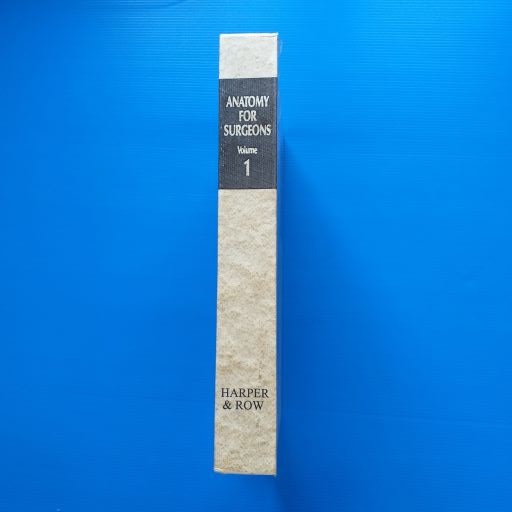 ANATOMY
FOR
SURGEONS
Volume
1
HARPER
& ROW